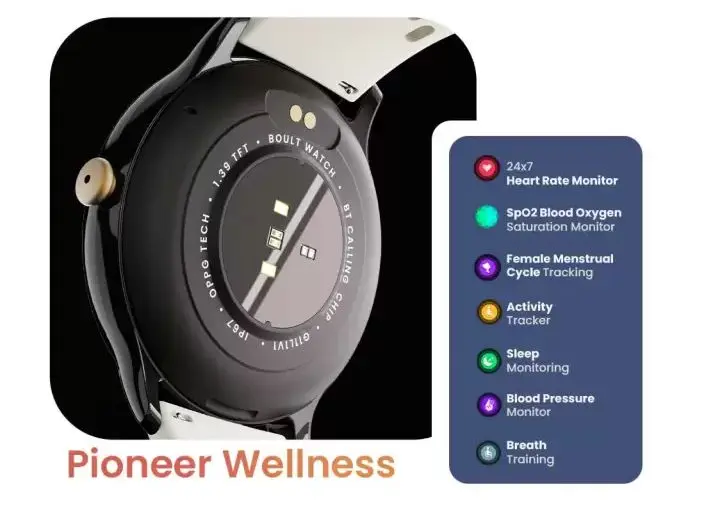 1.39 TFT • BOULT WATCH • BT CALLING CHIP • G11L1V1 • IP67 • OPPG TECH •
24x7
Heart Rate Monitor
SpO2 Blood Oxygen
Saturation Monitor
Female Menstrual
Cycle Tracking
Activity
Tracker
Sleep
Monitoring
Blood Pressure
Monitor
Breath
Training
Pioneer Wellness